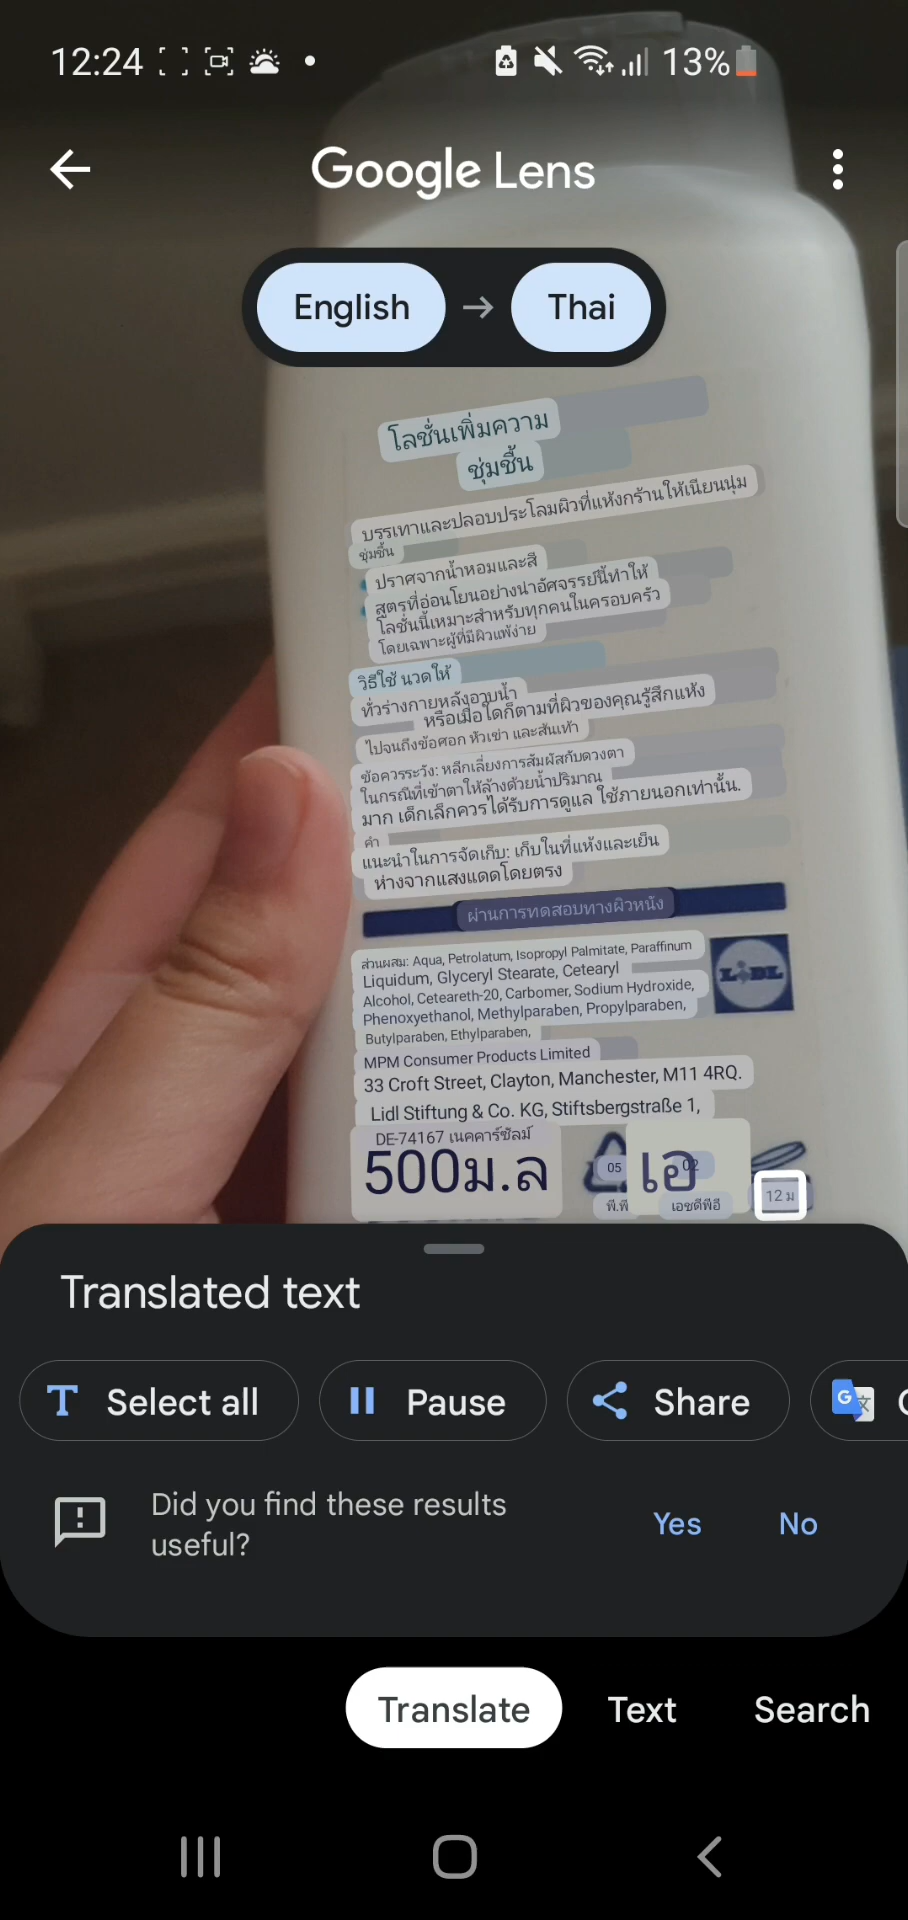 12:24
13%
Google Lens
English → Thai
โลชั่นเพิ่มความ
ชุ่มชื้น
บรรเทาและปลอบประโลมผิวที่แห้งกร้านให้เนียนนุ่ม
ชุ่มชื้น
ปราศจากน้ำหอมและสี
สูตรที่อ่อนโยนอย่างน่าอัศจรรย์นี้ทำให้
โลชั่นนี้เหมาะสำหรับทุกคนในครอบครัว
โดยเฉพาะผู้ที่มีผิวแพ้ง่าย
วิธีใช้ นวดให้
ทั่วร่างกายหลังอาบน้ำ
หรือเมื่อใดก็ตามที่ผิวของคุณรู้สึกแห้ง
ไปจนถึงข้อศอก หัวเข่า และส้นเท้า
ข้อควรระวัง: หลีกเลี่ยงการสัมผัสกับดวงตา
ในกรณีที่เข้าตาให้ล้างด้วยน้ำปริมาณ
มาก เด็กเล็กควรได้รับการดูแล ใช้ภายนอกเท่านั้น.
คำ
แนะนำในการจัดเก็บ: เก็บในที่แห้งและเย็น
ห่างจากแสงแดดโดยตรง
ผ่านการทดสอบทางผิวหนัง
ส่วนผสม: Aqua, Petrolatum, Isopropyl Palmitate, Paraffinum
Liquidum, Glyceryl Stearate, Cetearyl
Alcohol, Ceteareth-20, Carbomer, Sodium Hydroxide,
Phenoxyethanol, Methylparaben, Propylparaben,
Butylparaben, Ethylparaben,
LIDL
MPM Consumer Products Limited
33 Croft Street, Clayton, Manchester, M11 4RQ.
Lidl Stiftung & Co. KG, Stiftsbergstraße 1,
DE-74167 เนคคาร์ซัลม์
500ม.ล
05
เอ
02
พี.พี
เอชดีพีอี
12 ม
Translated text
Select all
Pause
Share
Did you find these results
useful?
Yes
No
Translate
Text
Search